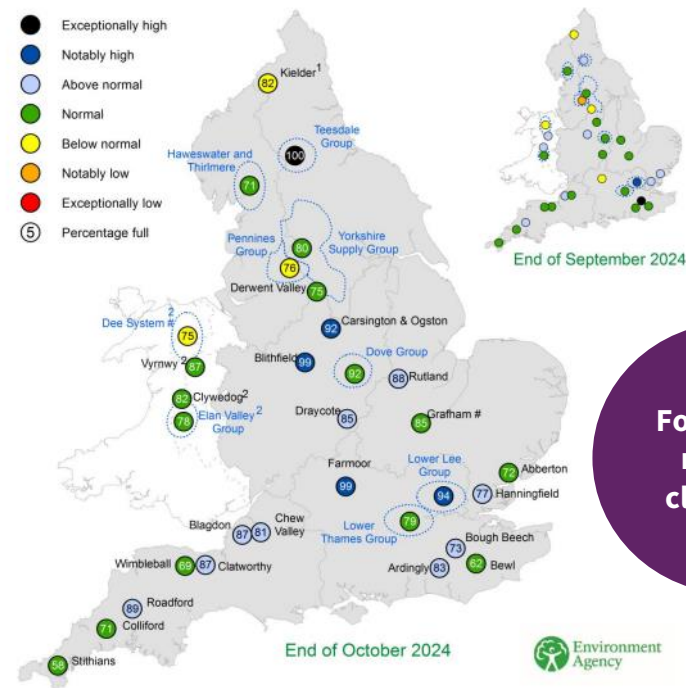 Exceptionally high
Notably high
Above normal
Normal
Below normal
Notably low
Exceptionally low
5 Percentage full
82
Kielder1
Teesdale
Group
100
Haweswater and
Thirlmere
71
Pennines
Group
Yorkshire
Supply Group
80
76
Derwent Valley
75
2
Dee System #
75
Carsington & Ogston
92
Vyrnwy 2
87
Blithfield
99
Dove Group
92
88
Rutland
82
Clywedog2
78
Elan Valley2
Group
Draycote
85
85
Grafham #
Farmoor
99
Lower Lee
Group
94
72
Abberton
77
Hanningfield
Lower
Thames Group
79
Blagdon
87
81
Chew
Valley
Bough Beech
73
Ardingly
83
62
Bewl
Wimbleball
69
87
Clatworthy
89
Roadford
71
Colliford
58
Stithians
End of October 2024
End of September 2024
Environment
Agency